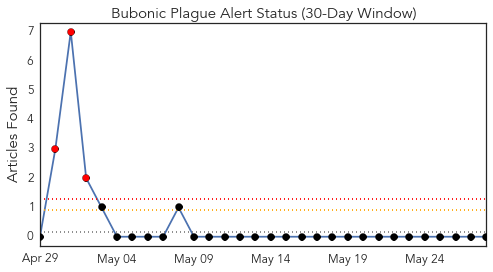 Bubonic Plague Alert Status (30-Day Window)
Articles Found
7
6
5
4
3
2
1
0
Apr 29
May 04
May 09
May 14
May 19
May 24